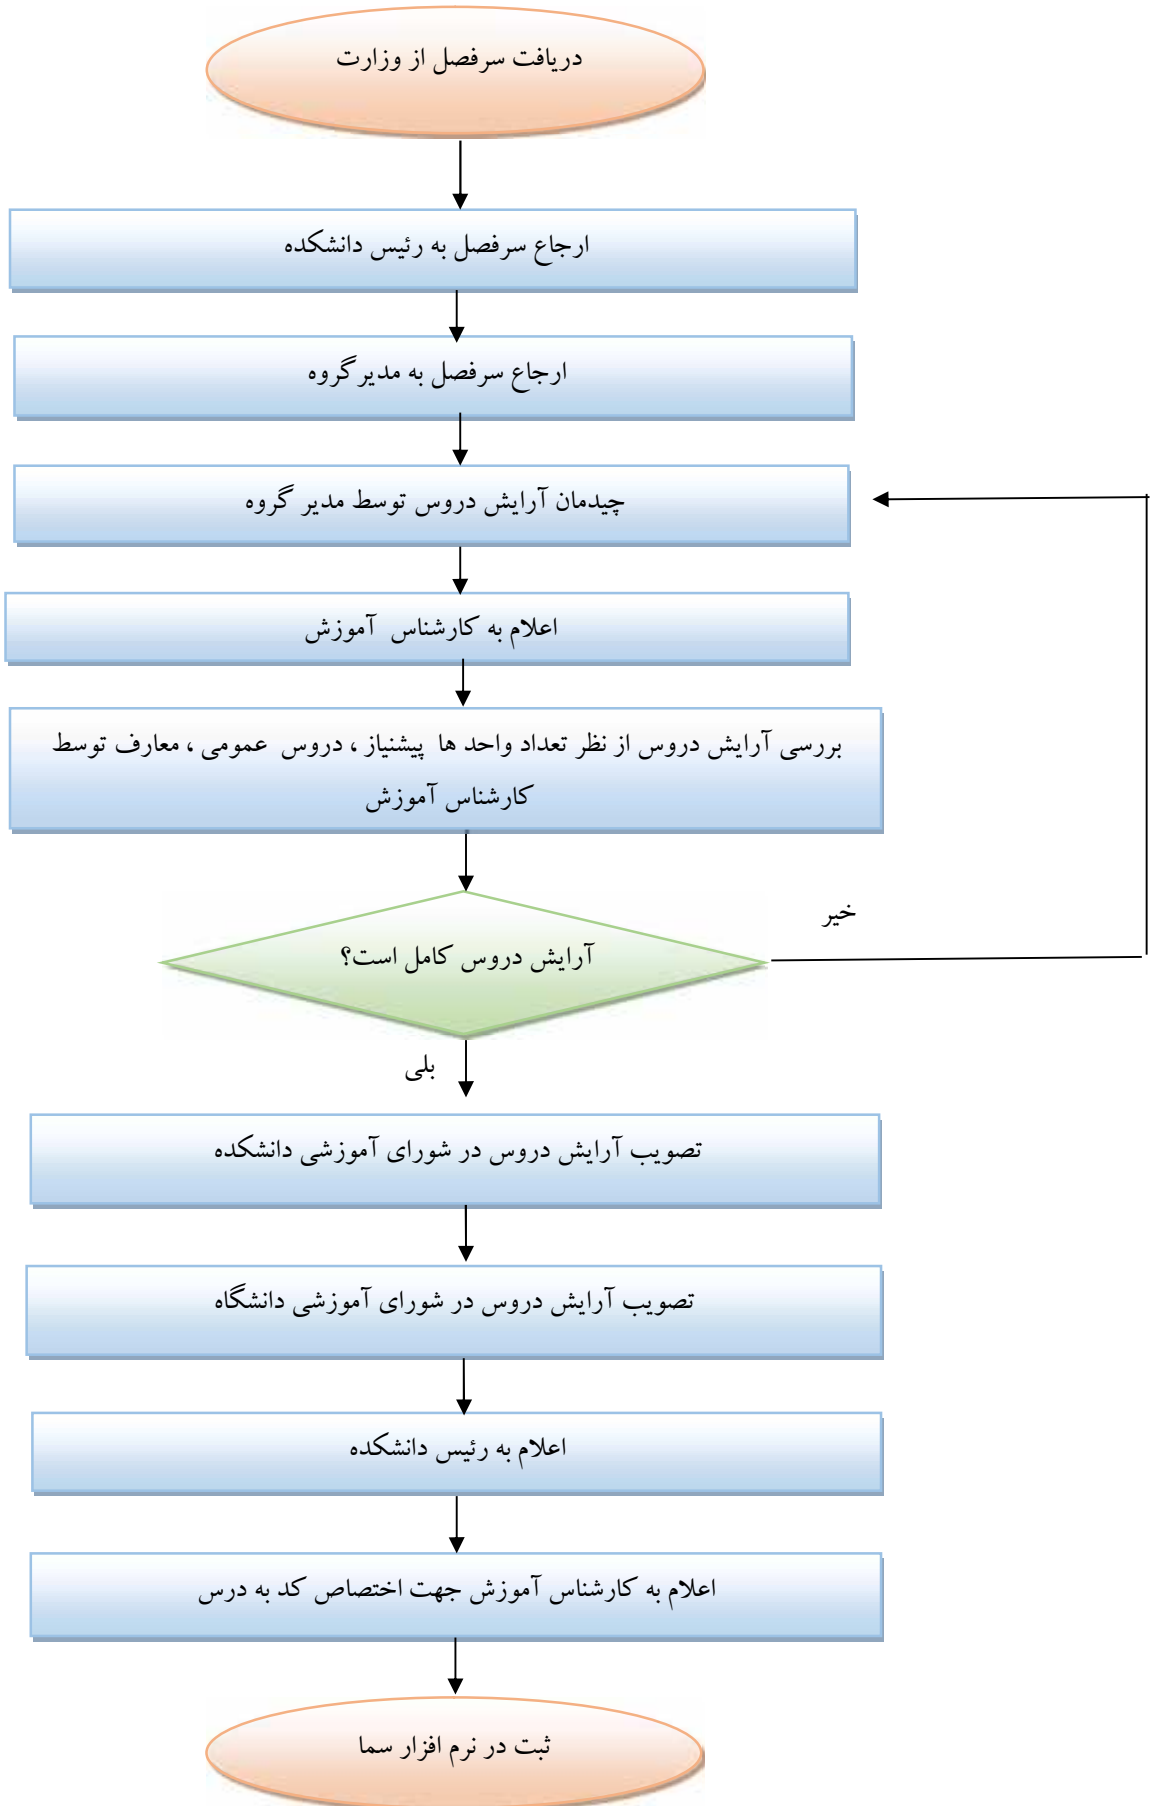 دریافت سرفصل از وزارت
ارجاع سرفصل به رئیس دانشکده
ارجاع سرفصل به مدیرگروه
چیدمان آرایش دروس توسط مدیر گروه
اعلام به کارشناس آموزش
بررسی آرایش دروس از نظر تعداد واحد ها پیشنیاز ، دروس عمومی ، معارف توسط
کارشناس آموزش
خیر
آرایش دروس کامل است؟
بلی
تصویب آرایش دروس در شورای آموزشی دانشکده
تصویب آرایش دروس در شورای آموزشی دانشگاه
اعلام به رئیس دانشکده
اعلام به کارشناس آموزش جهت اختصاص کد به درس
ثبت در نرم افزار سما